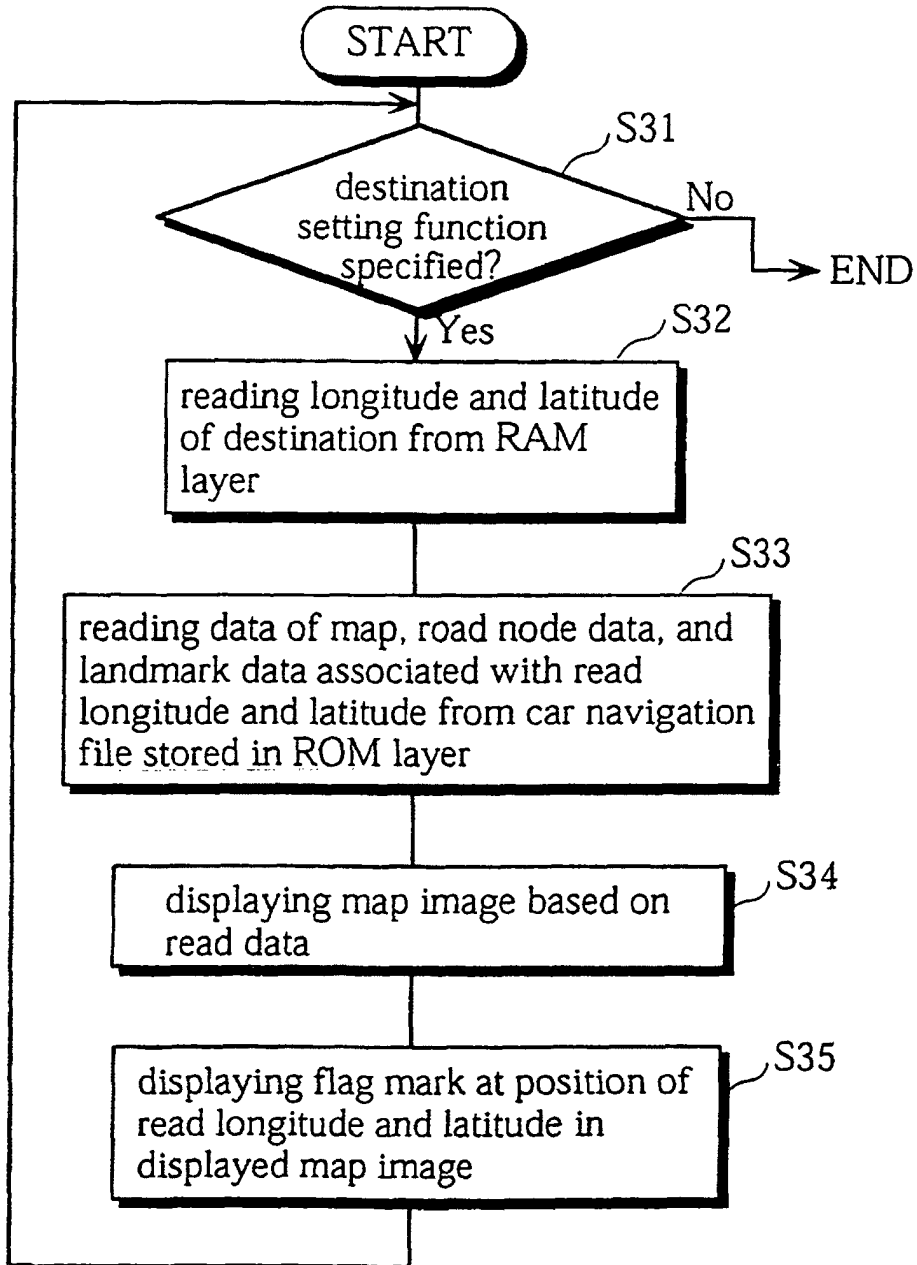 START
S31
destination
setting function
specified?
No
END
Yes
S32
reading longitude and latitude
of destination from RAM
layer
S33
reading data of map, road node data, and
landmark data associated with read
longitude and latitude from car navigation
file stored in ROM layer
S34
displaying map image based on
read data
S35
displaying flag mark at position of
read longitude and latitude in
displayed map image